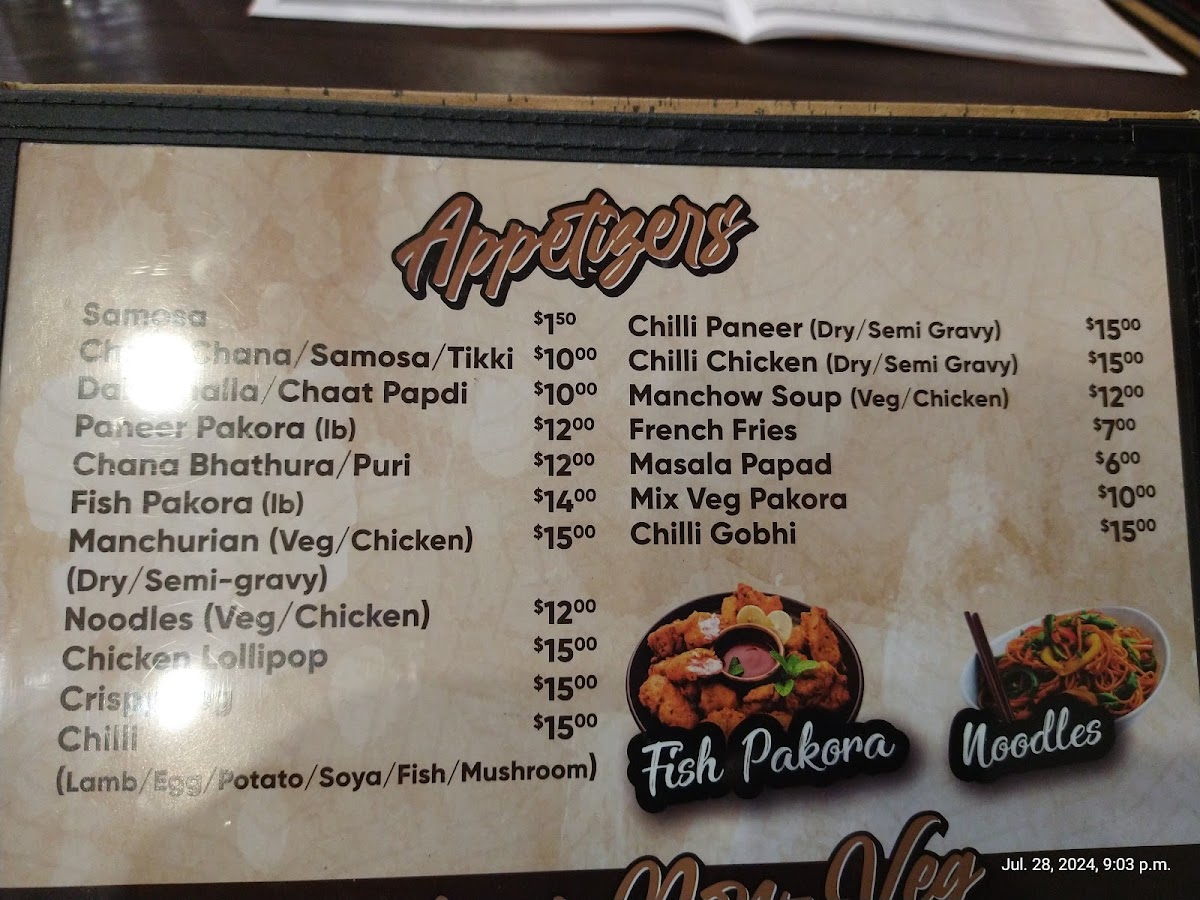 Appetizers
Samosa $1.50
Chana/Samosa/Tikki $10.00
/Chaat Papdi $10.00
Paneer Pakora (lb) $12.00
Chana Bhathura/Puri $12.00
Fish Pakora (lb) $14.00
Manchurian (Veg/Chicken) $15.00
(Dry/Semi-gravy)
Noodles (Veg/Chicken) $12.00
Chicken Lollipop $15.00
Crispy $15.00
Chilli $15.00
(Lamb/Egg/Potato/Soya/Fish/Mushroom)
Chilli Paneer (Dry/Semi Gravy) $15.00
Chilli Chicken (Dry/Semi Gravy) $15.00
Manchow Soup (Veg/Chicken) $12.00
French Fries $7.00
Masala Papad $6.00
Mix Veg Pakora $10.00
Chilli Gobhi $15.00
Fish Pakora
Noodles
Non-Veg
Jul. 28, 2024, 9:03 p.m.